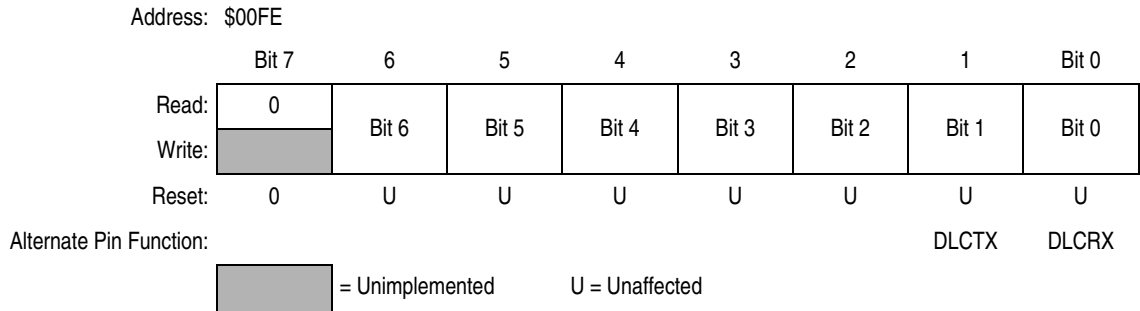 Address: $00FE
Bit 7 6 5 4 3 2 1 Bit 0
Read: 0 Bit 6 Bit 5 Bit 4 Bit 3 Bit 2 Bit 1 Bit 0
Write:
Reset: 0 U U U U U U U
Alternate Pin Function: DLCTX DLCRX
= Unimplemented U = Unaffected